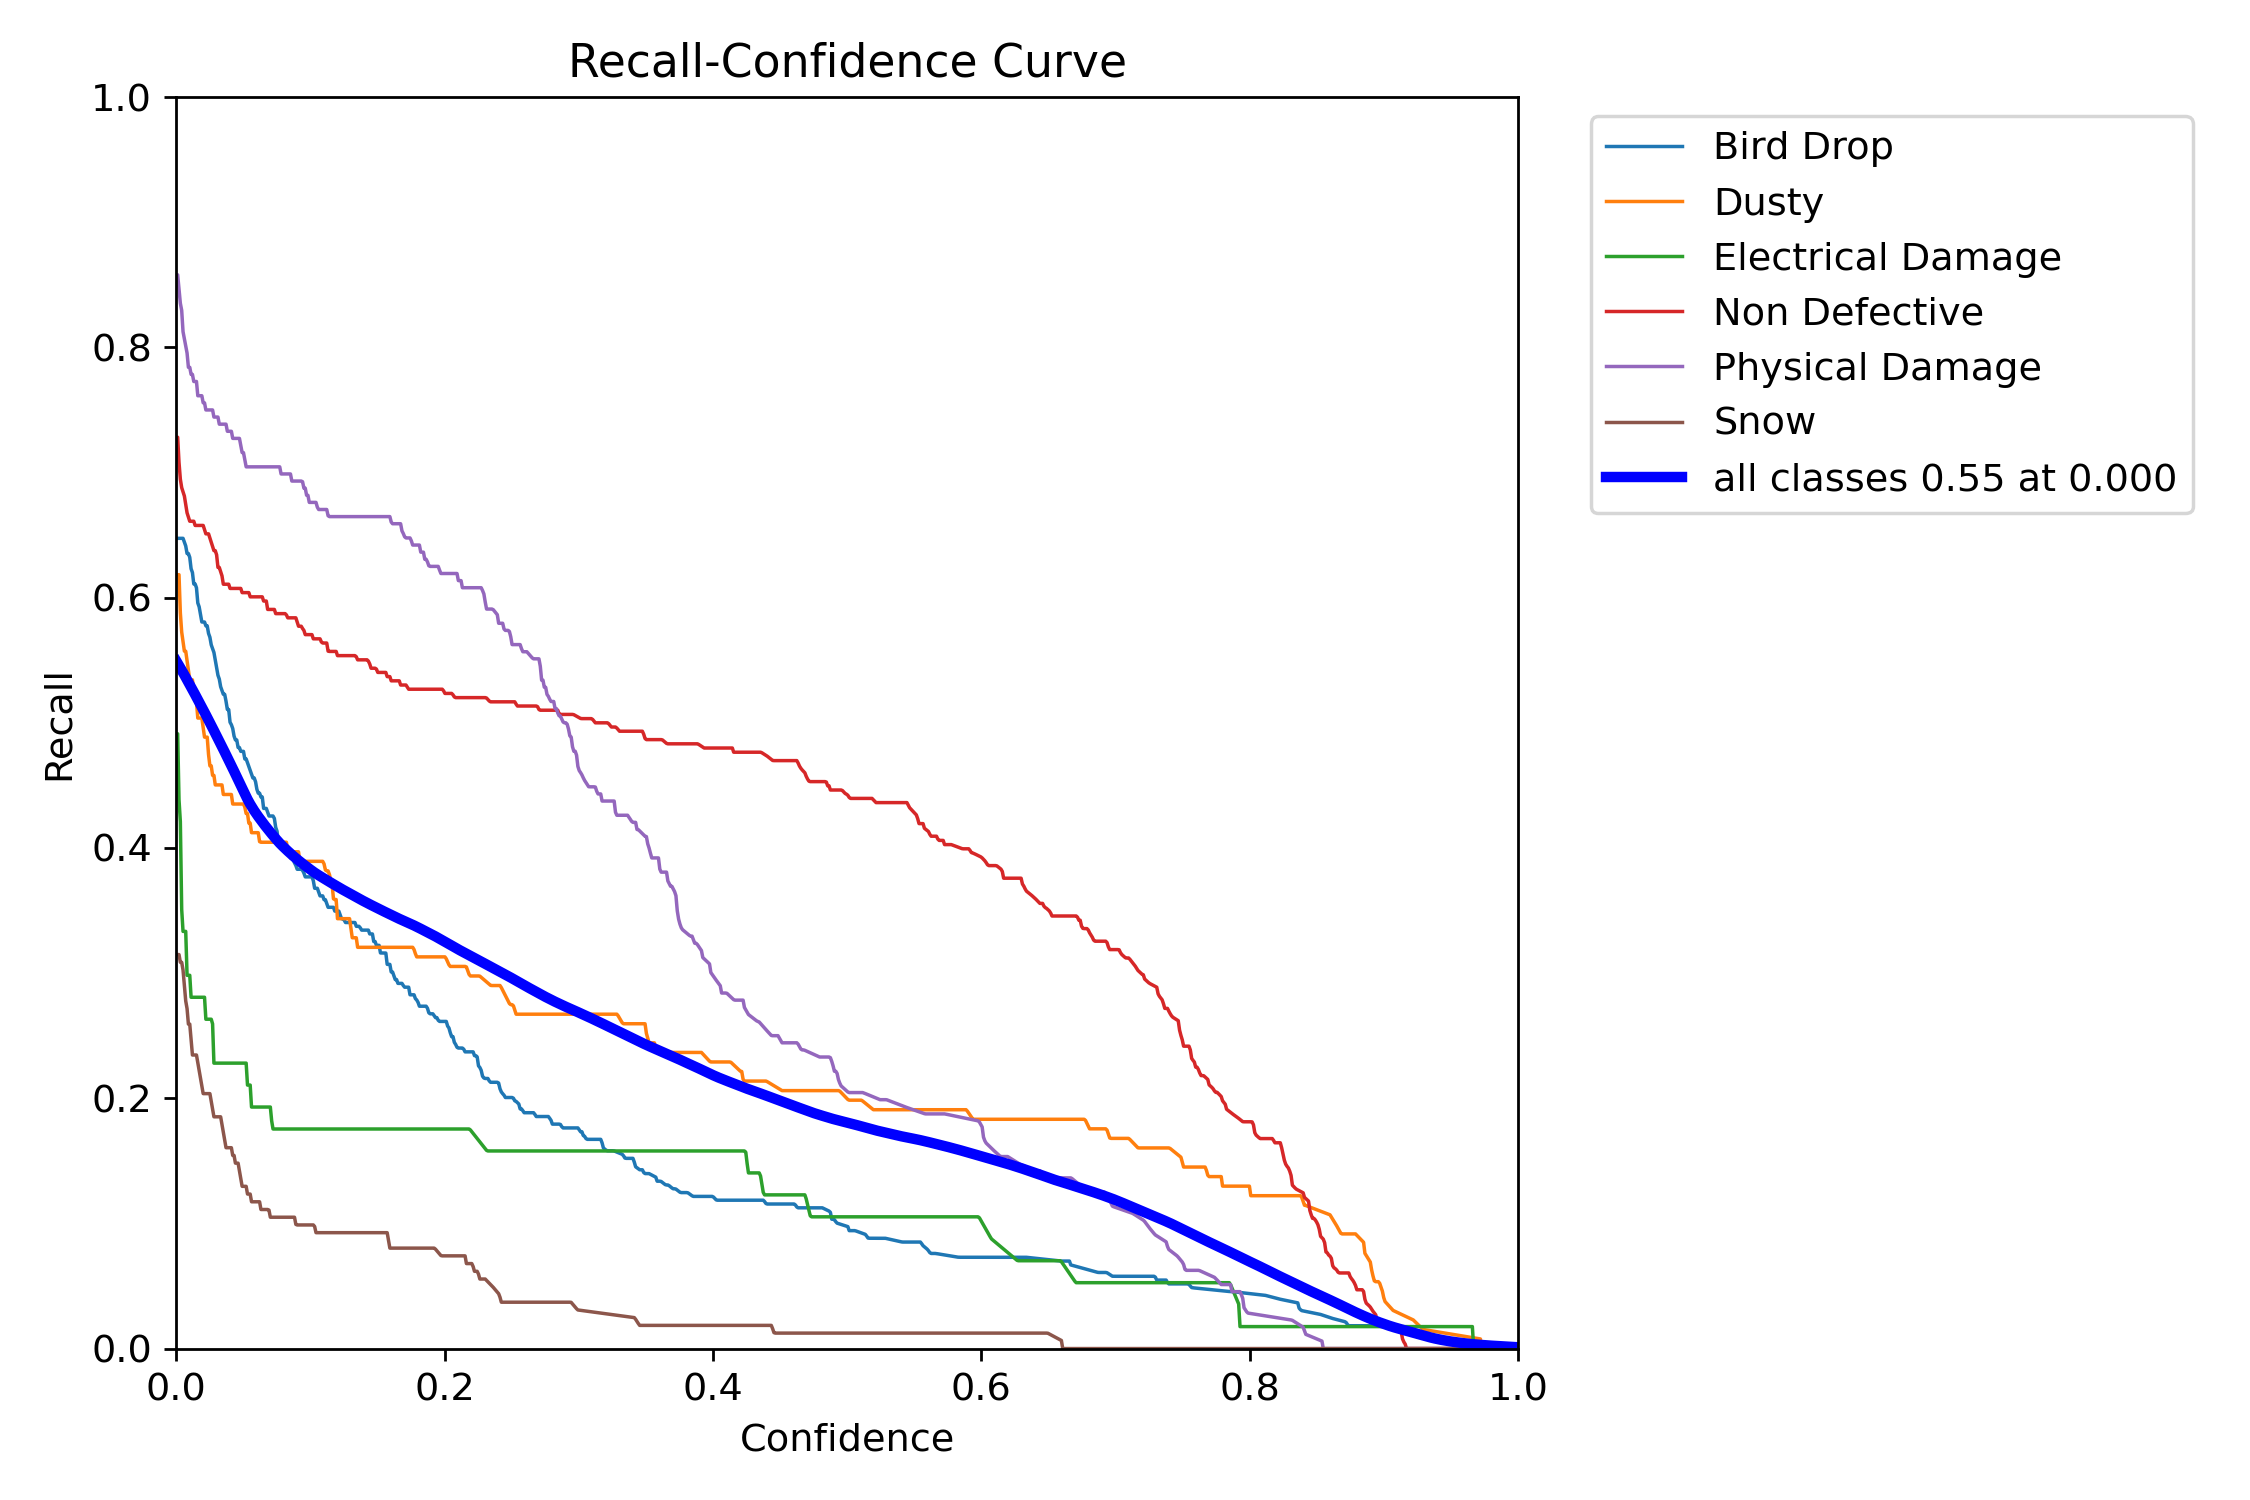 Recall-Confidence Curve
1.0
0.8
0.6
0.4
0.2
0.0
Recall
0.0 0.2 0.4 0.6 0.8 1.0
Confidence
Bird Drop
Dusty
Electrical Damage
Non Defective
Physical Damage
Snow
all classes 0.55 at 0.000